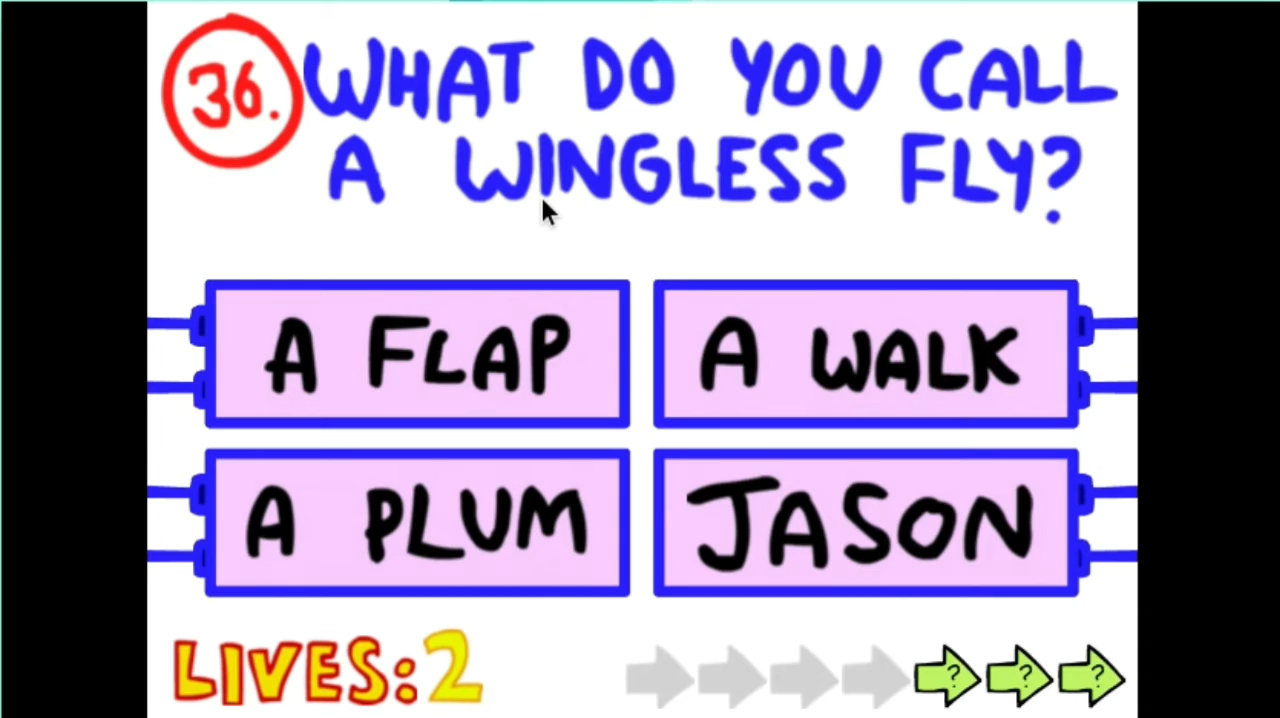 36. WHAT DO YOU CALL
A WINGLESS FLY?
A FLAP
A WALK
A PLUM
JASON
LIVES: 2
? ? ?